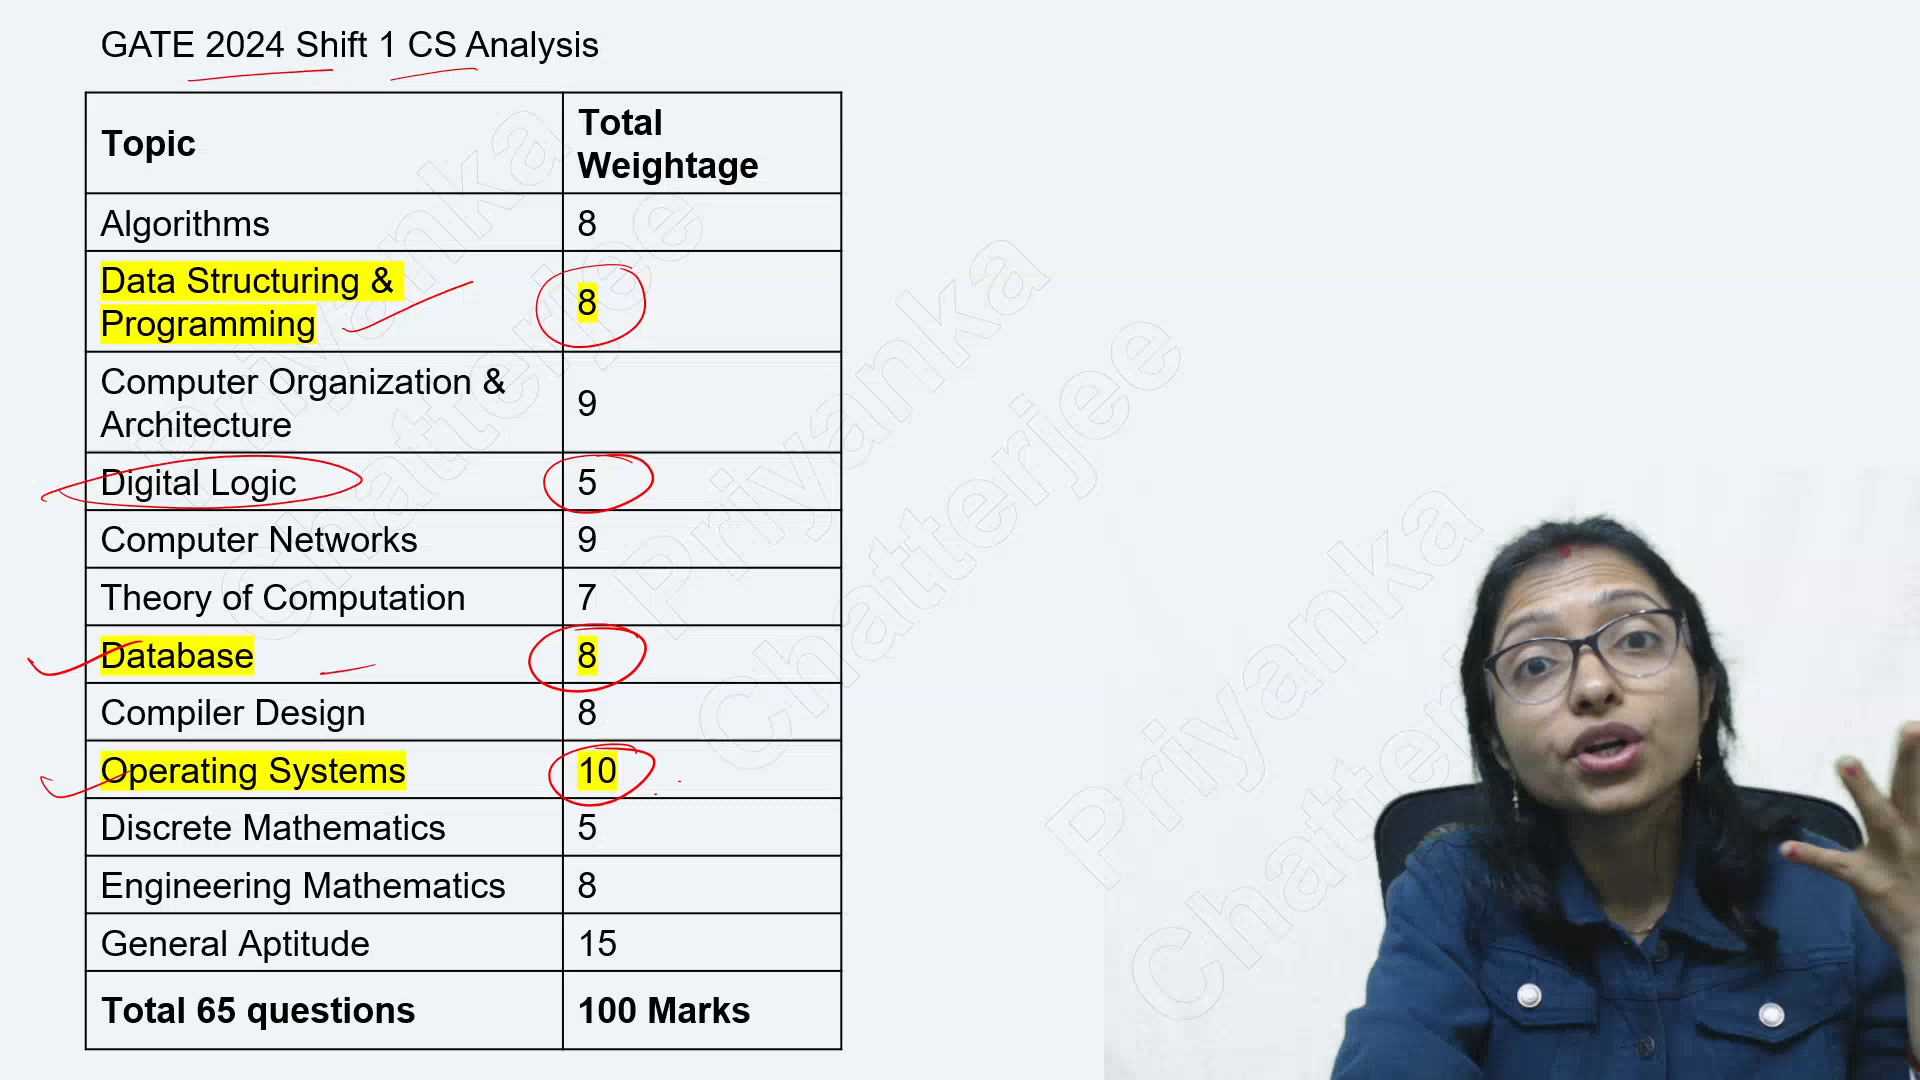 GATE 2024 Shift 1 CS Analysis
Topic
Total
Weightage
Algorithms
8
Data Structuring &
Programming
8
Computer Organization &
Architecture
9
Digital Logic
5
Computer Networks
9
Theory of Computation
7
Database
8
Compiler Design
8
Operating Systems
10
Discrete Mathematics
5
Engineering Mathematics
8
General Aptitude
15
Total 65 questions
100 Marks
Priyanka
Chatterjee
Priyanka
Chatterjee
Priyanka
Chatterj